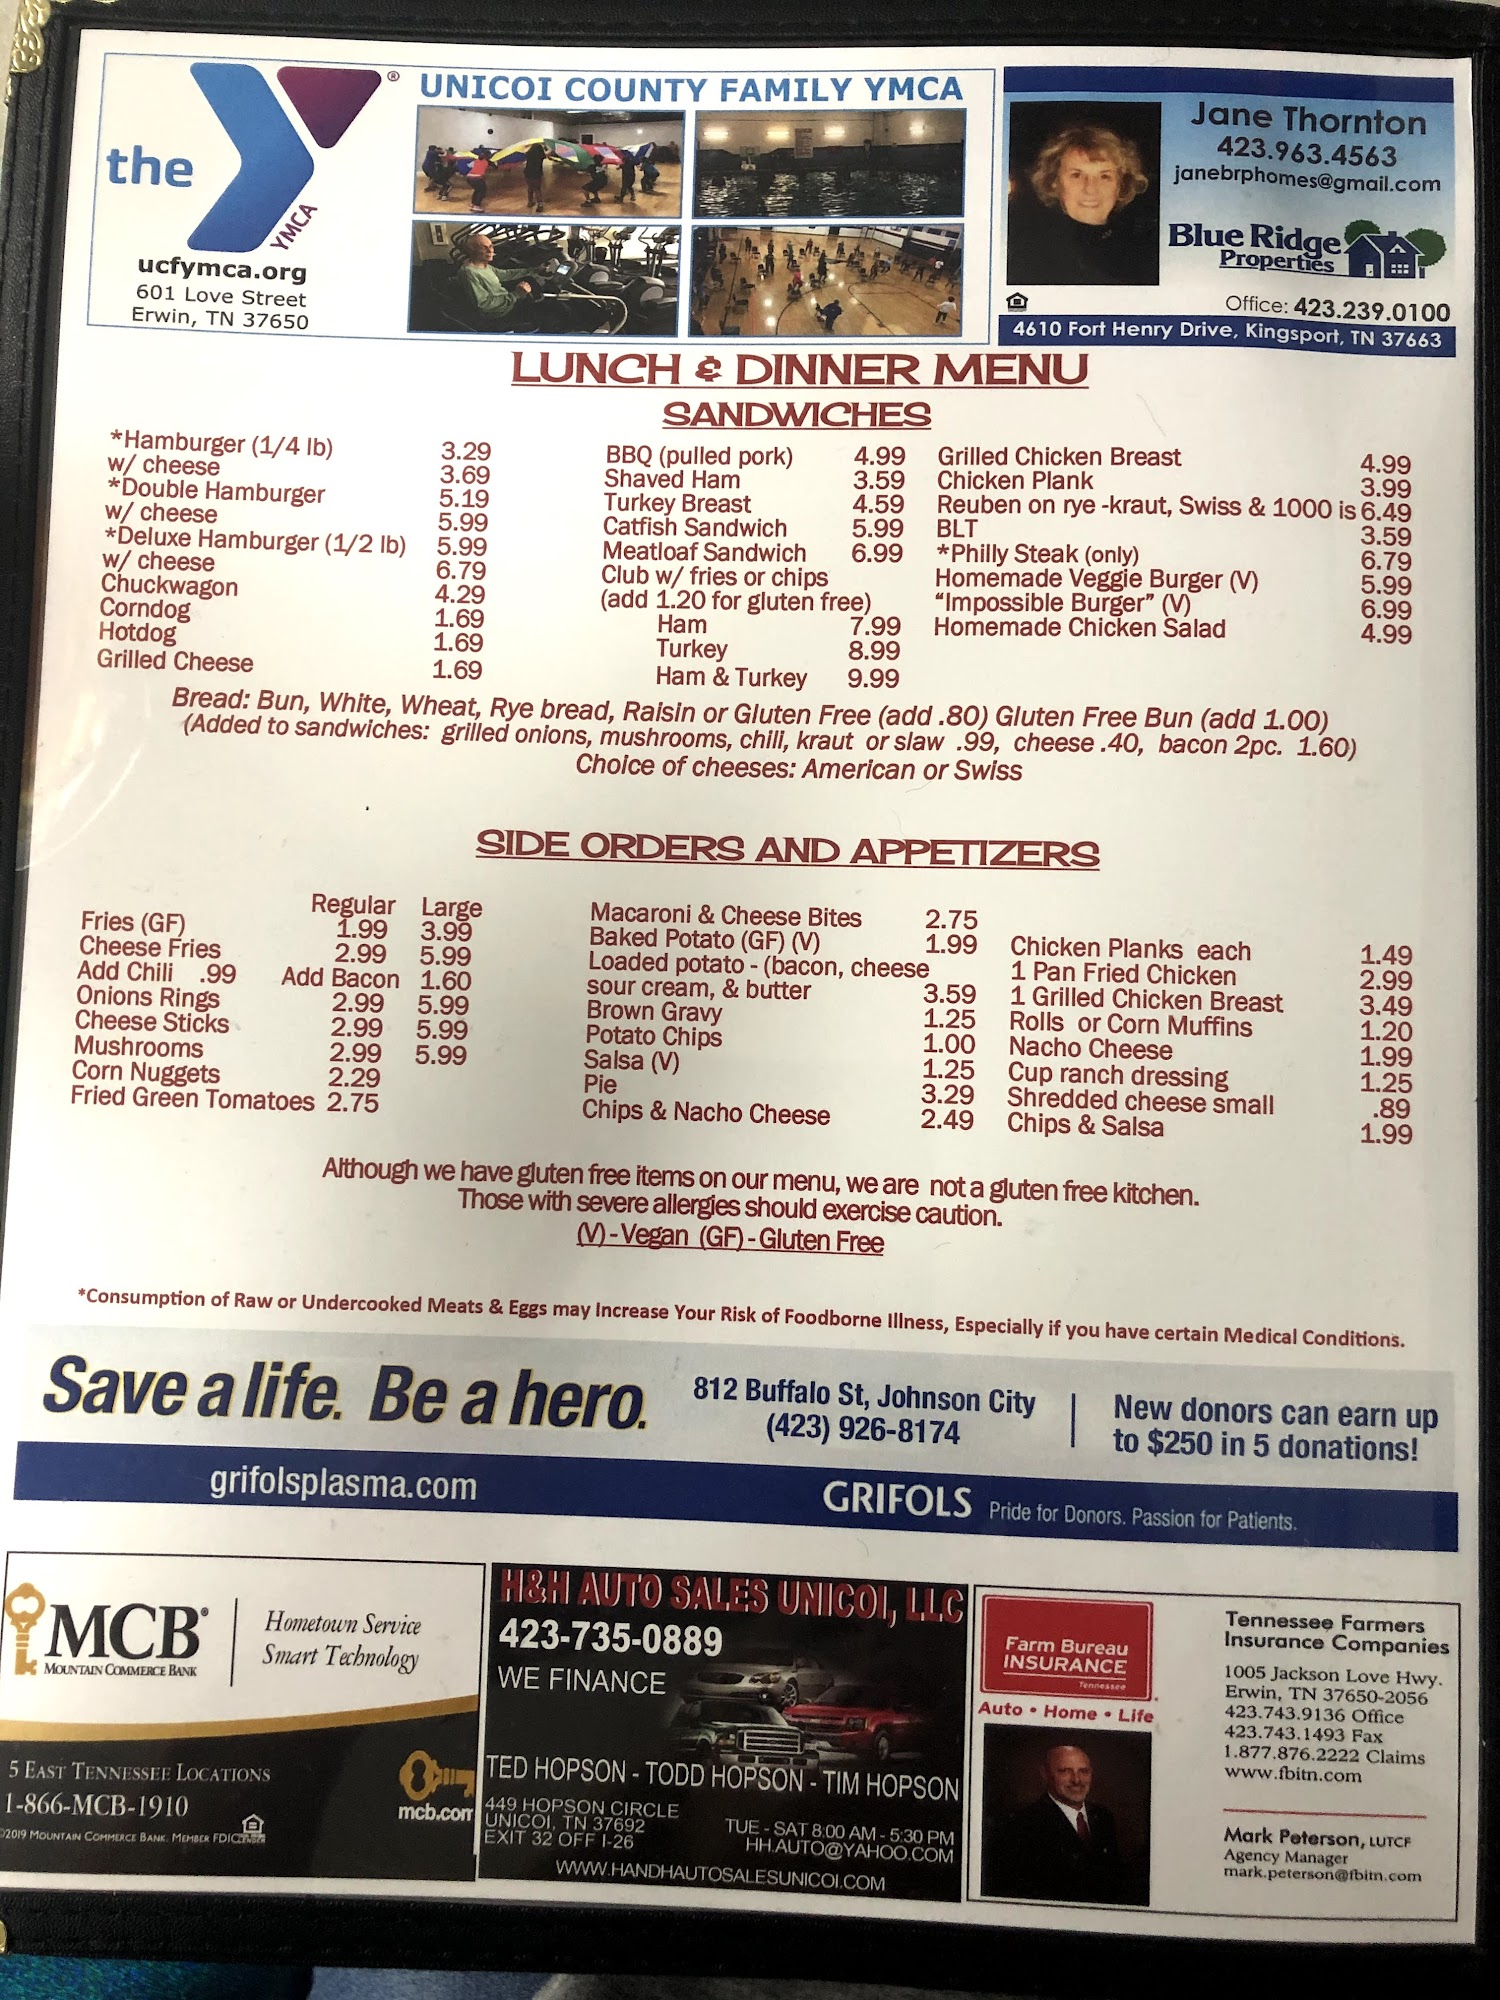 the
YMCA
®
ucfymca.org
601 Love Street
Erwin, TN 37650
UNICOI COUNTY FAMILY YMCA
Jane Thornton
423.963.4563
janebrphomes@gmail.com
Blue Ridge
Properties
Office: 423.239.0100
4610 Fort Henry Drive, Kingsport, TN 37663
LUNCH & DINNER MENU
SANDWICHES
*Hamburger (1/4 lb) 3.29
w/ cheese 3.69
*Double Hamburger 5.19
w/ cheese 5.99
*Deluxe Hamburger (1/2 lb) 5.99
w/ cheese 6.79
Chuckwagon 4.29
Corndog 1.69
Hotdog 1.69
Grilled Cheese 1.69
BBQ (pulled pork) 4.99
Shaved Ham 3.59
Turkey Breast 4.59
Catfish Sandwich 5.99
Meatloaf Sandwich 6.99
Club w/ fries or chips
(add 1.20 for gluten free)
Ham 7.99
Turkey 8.99
Ham & Turkey 9.99
Grilled Chicken Breast 4.99
Chicken Plank 3.99
Reuben on rye -kraut, Swiss & 1000 is 6.49
BLT 3.59
*Philly Steak (only) 6.79
Homemade Veggie Burger (V) 5.99
"Impossible Burger" (V) 6.99
Homemade Chicken Salad 4.99
Bread: Bun, White, Wheat, Rye bread, Raisin or Gluten Free (add .80) Gluten Free Bun (add 1.00)
(Added to sandwiches: grilled onions, mushrooms, chili, kraut or slaw .99, cheese .40, bacon 2pc. 1.60)
Choice of cheeses: American or Swiss
SIDE ORDERS AND APPETIZERS
Regular Large
Fries (GF) 1.99 3.99
Cheese Fries 2.99 5.99
Add Chili .99 Add Bacon 1.60
Onions Rings 2.99 5.99
Cheese Sticks 2.99 5.99
Mushrooms 2.99 5.99
Corn Nuggets 2.29
Fried Green Tomatoes 2.75
Macaroni & Cheese Bites 2.75
Baked Potato (GF) (V) 1.99
Loaded potato - (bacon, cheese
sour cream, & butter 3.59
Brown Gravy 1.25
Potato Chips 1.00
Salsa (V) 1.25
Pie 3.29
Chips & Nacho Cheese 2.49
Chicken Planks each 1.49
1 Pan Fried Chicken 2.99
1 Grilled Chicken Breast 3.49
Rolls or Corn Muffins 1.20
Nacho Cheese 1.99
Cup ranch dressing 1.25
Shredded cheese small .89
Chips & Salsa 1.99
Although we have gluten free items on our menu, we are not a gluten free kitchen.
Those with severe allergies should exercise caution.
(V) - Vegan (GF) - Gluten Free
*Consumption of Raw or Undercooked Meats & Eggs may Increase Your Risk of Foodborne Illness, Especially if you have certain Medical Conditions.
Save a life. Be a hero.
812 Buffalo St, Johnson City
(423) 926-8174
New donors can earn up
to $250 in 5 donations!
grifolsplasma.com
GRIFOLS Pride for Donors. Passion for Patients.
MCB®
MOUNTAIN COMMERCE BANK
Hometown Service
Smart Technology
5 EAST TENNESSEE LOCATIONS
1-866-MCB-1910
©2019 MOUNTAIN COMMERCE BANK. MEMBER FDIC
LENDER
mcb.com
H&H AUTO SALES UNICOI, LLC
423-735-0889
WE FINANCE
TED HOPSON - TODD HOPSON - TIM HOPSON
449 HOPSON CIRCLE
UNICOI, TN 37692
EXIT 32 OFF I-26
TUE - SAT 8:00 AM - 5:30 PM
HH.AUTO@YAHOO.COM
WWW.HANDHAUTOSALESUNICOI.COM
Farm Bureau
INSURANCE
Tennessee
Auto • Home • Life
Tennessee Farmers
Insurance Companies
1005 Jackson Love Hwy.
Erwin, TN 37650-2056
423.743.9136 Office
423.743.1493 Fax
1.877.876.2222 Claims
www.fbitn.com
Mark Peterson, LUTCF
Agency Manager
mark.peterson@fbitn.com